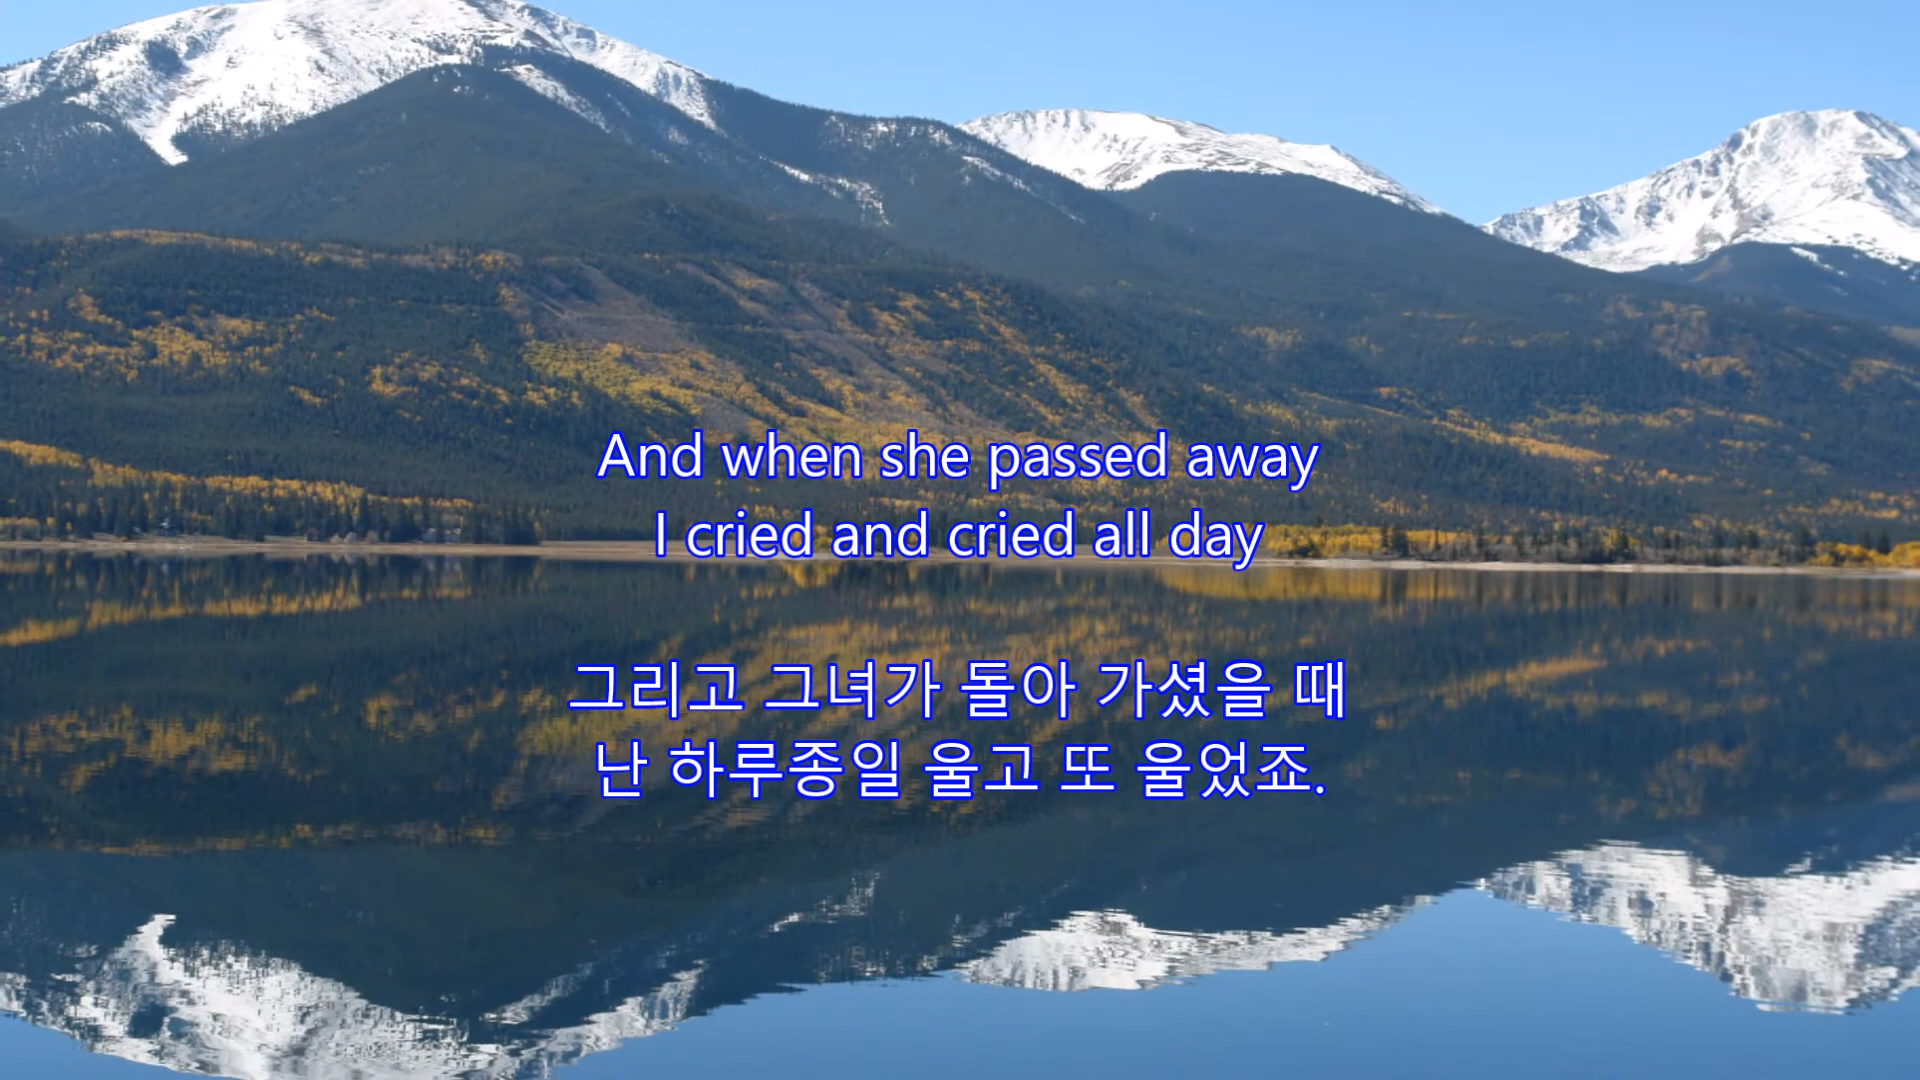 And when she passed away
I cried and cried all day
그리고 그녀가 돌아 가셨을 때
난 하루종일 울고 또 울었죠.